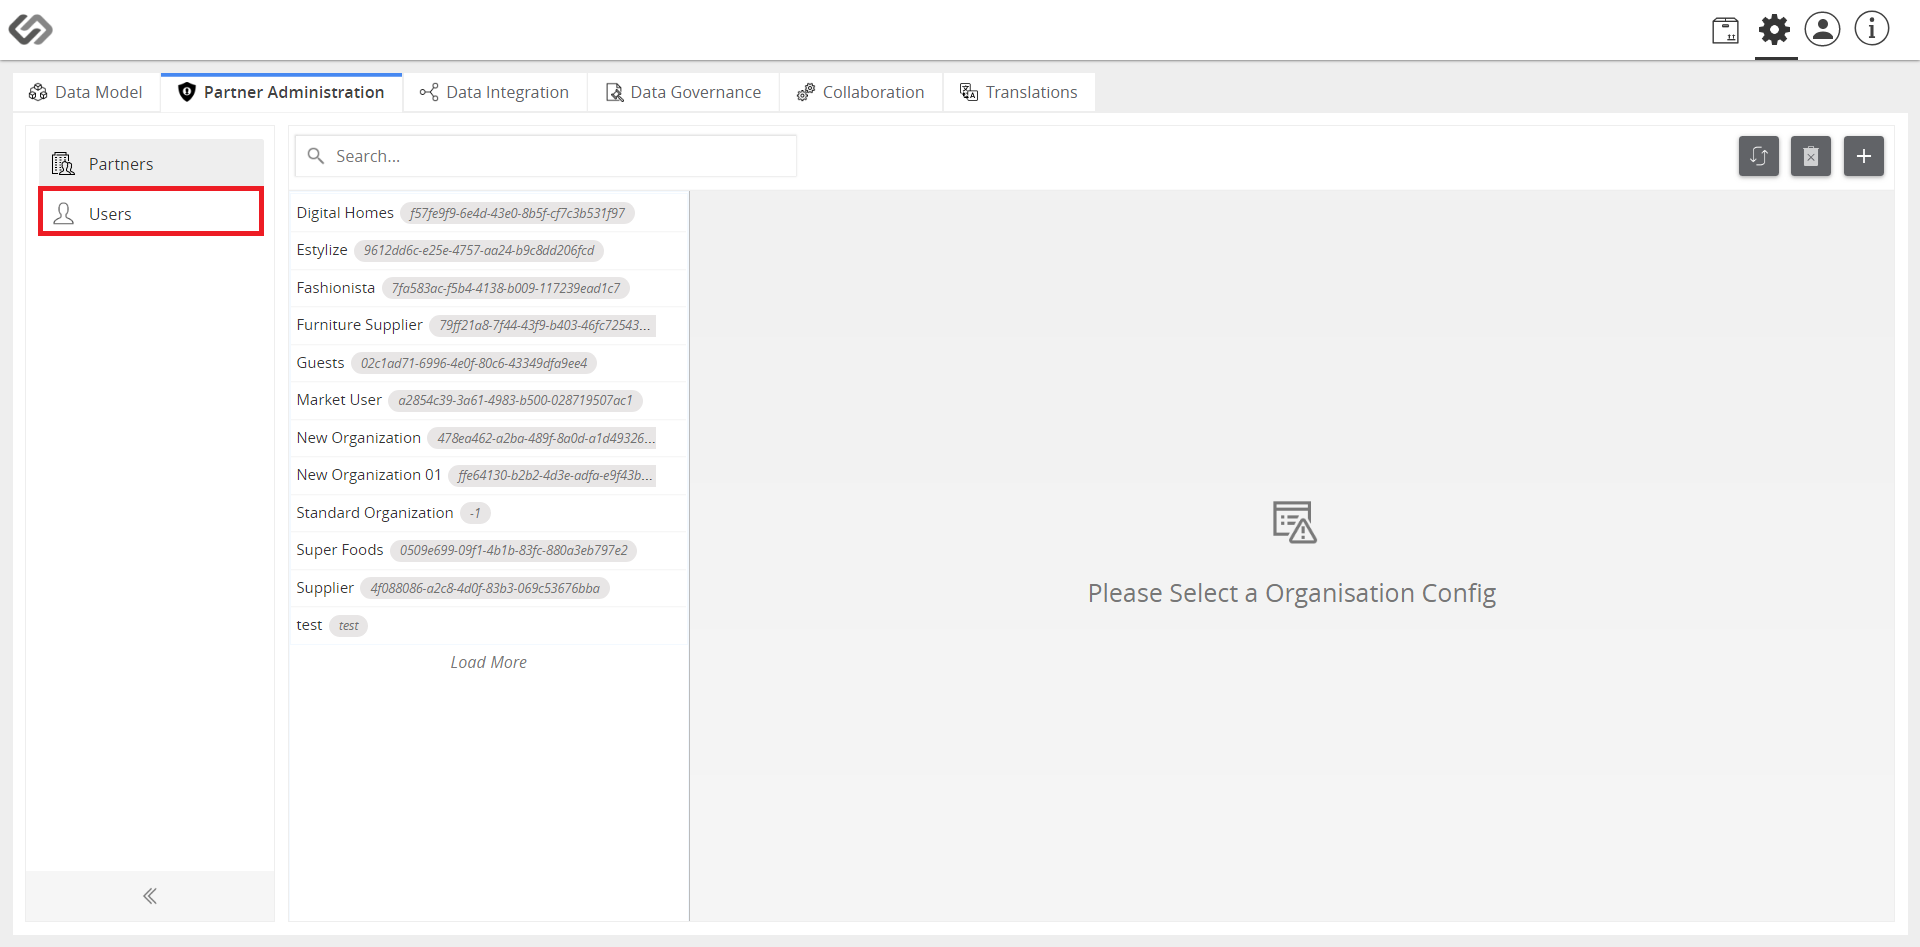 Data Model
Partner Administration
Data Integration
Data Governance
Collaboration
Translations
Partners
Users
Search...
Digital Homes f57fe9f9-6e4d-43e0-8b5f-cf7c3b531f97
Estylize 9612dd6c-e25e-4757-aa24-b9c8dd206fcd
Fashionista 7fa583ac-f5b4-4138-b009-117239ead1c7
Furniture Supplier 79ff21a8-7f44-43f9-b403-46fc72543...
Guests 02c1ad71-6996-4e0f-80c6-43349dfa9ee4
Market User a2854c39-3a61-4983-b500-028719507ac1
New Organization 478ea462-a2ba-489f-8a0d-a1d49326...
New Organization 01 ffe64130-b2b2-4d3e-adfa-e9f43b...
Standard Organization -1
Super Foods 0509e699-09f1-4b1b-83fc-880a3eb797e2
Supplier 4f088086-a2c8-4d0f-83b3-069c53676bba
test test
Load More
Please Select a Organisation Config